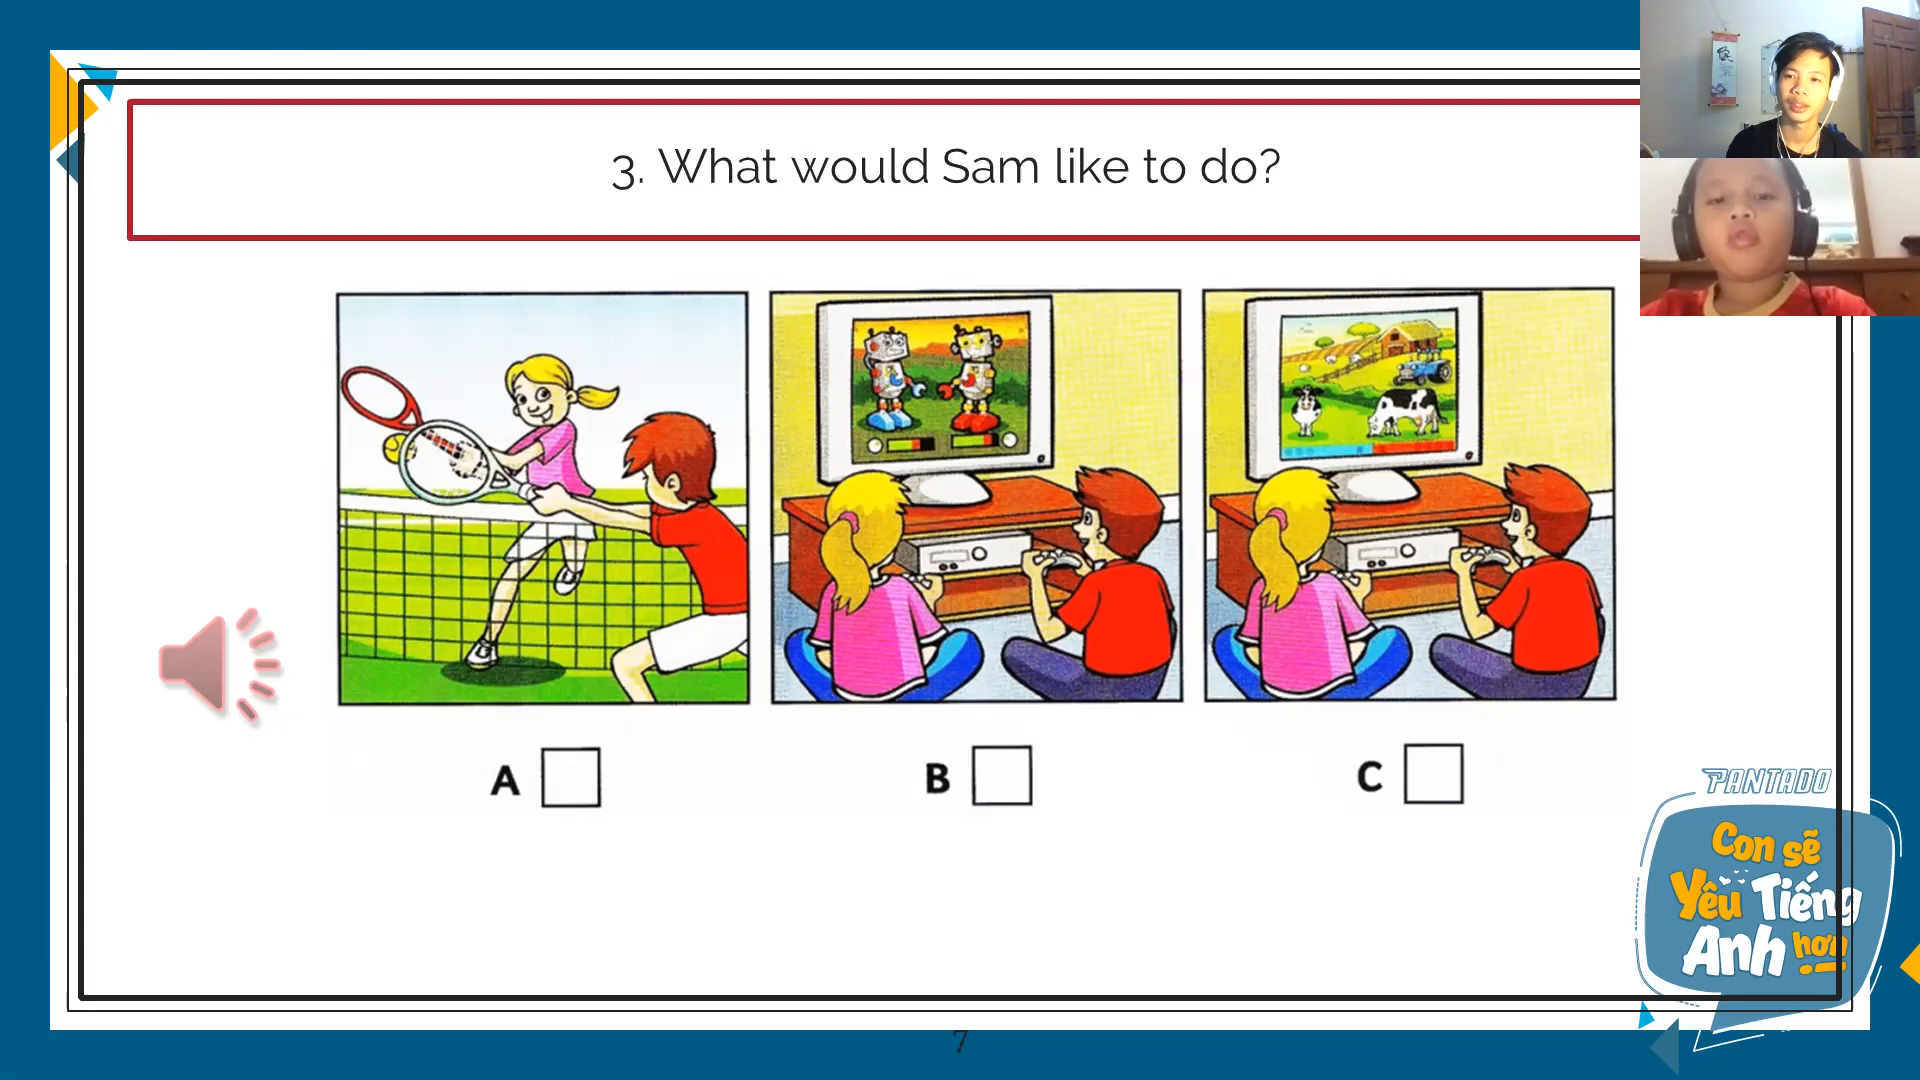 3. What would Sam like to do?
A
B
C
PANTADO
Con sẽ
Yêu Tiếng
Anh hơn
7